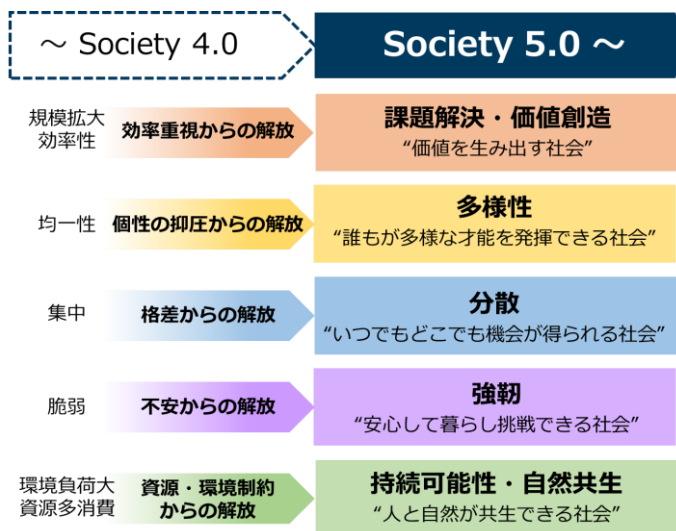 ～ Society 4.0
Society 5.0 ～
規模拡大
効率性
効率重視からの解放
課題解決・価値創造
“価値を生み出す社会”
均一性
個性の抑圧からの解放
多様性
“誰もが多様な才能を発揮できる社会”
集中
格差からの解放
分散
“いつでもどこでも機会が得られる社会”
脆弱
不安からの解放
強靭
“安心して暮らし挑戦できる社会”
環境負荷大
資源多消費
資源・環境制約
からの解放
持続可能性・自然共生
“人と自然が共生できる社会”